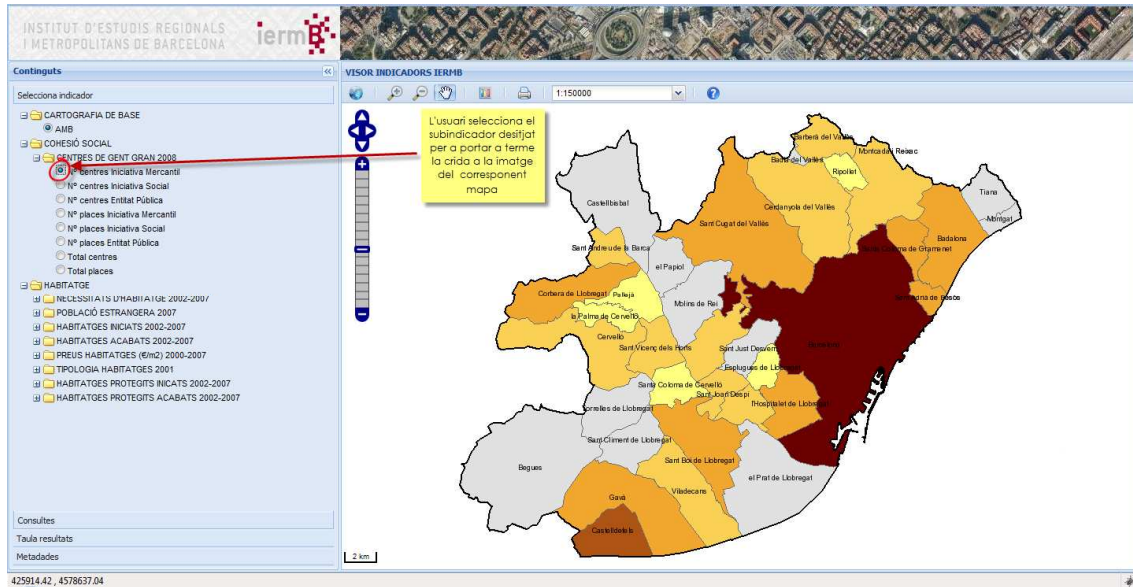 INSTITUT D'ESTUDIS REGIONALS
I METROPOLITANS DE BARCELONA
iermB
Continguts
VISOR INDICADORS IERMB
Selecciona indicador
1:150000
CARTOGRAFIA DE BASE
AMB
COHESIÓ SOCIAL
CENTRES DE GENT GRAN 2008
Nº centres Iniciativa Mercantil
Nº centres Iniciativa Social
Nº centres Entitat Pública
Nº places Iniciativa Mercantil
Nº places Iniciativa Social
Nº places Entitat Pública
Total centres
Total places
HABITATGE
NECESSITATS D'HABITATGE 2002-2007
POBLACIÓ ESTRANGERA 2007
HABITATGES INICIATS 2002-2007
HABITATGES ACABATS 2002-2007
PREUS HABITATGES (€/m2) 2000-2007
TIPOLOGIA HABITATGES 2001
HABITATGES PROTEGITS INICATS 2002-2007
HABITATGES PROTEGITS ACABATS 2002-2007
L'usuari selecciona el
subindicador desitjat
per a portar a terme
la crida a la imatge
del corresponent
mapa
Barberà del Vallès
Badia del Vallès
Montcada i Reixac
Ripollet
Castellbisbal
Cerdanyola del Vallès
Tiana
Montgat
Sant Cugat del Vallès
Badalona
Sant Andreu de la Barca
Santa Coloma de Gramenet
el Papiol
Corbera de Llobregat
Pallejà
Molins de Rei
Sant Adrià de Besòs
la Palma de Cervelló
Cervelló
Sant Vicenç dels Horts
Sant Just Desvern
Barcelona
Esplugues de Llobregat
Santa Coloma de Cervelló
Sant Joan Despí
l'Hospitalet de Llobregat
Torrelles de Llobregat
Sant Climent de Llobregat
Begues
Sant Boi de Llobregat
el Prat de Llobregat
Viladecans
Gavà
Castelldefels
2 km
Consultes
Taula resultats
Metadades
425914.42 , 4578637.04